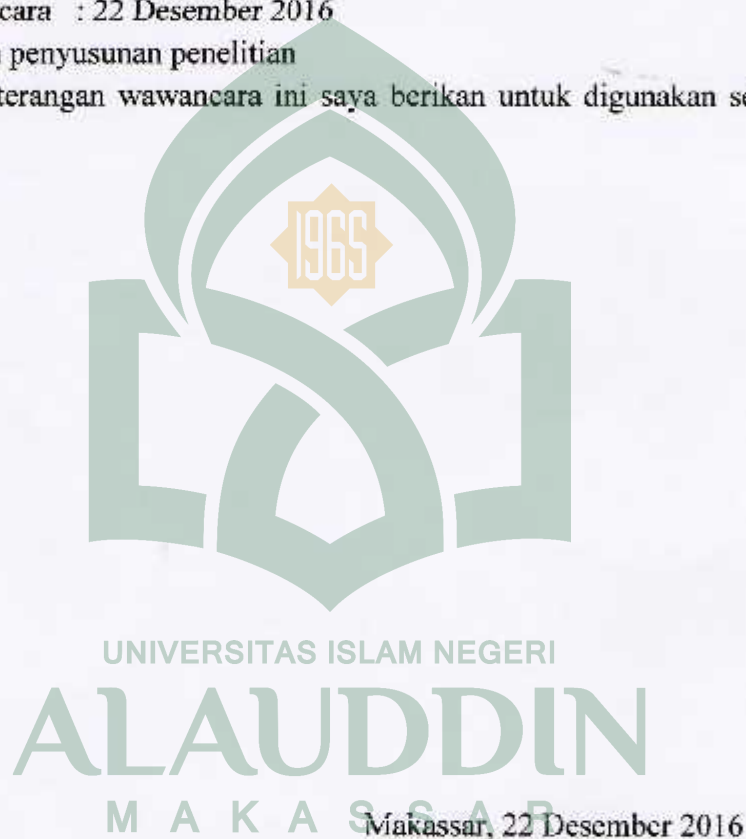 cara : 22 Desember 2016
penyusunan penelitian
terangan wawancara ini saya berikan untuk digunakan se
1965
UNIVERSITAS ISLAM NEGERI
ALAUDDIN
MAKASSAR
Makassar, 22 Desember 2016